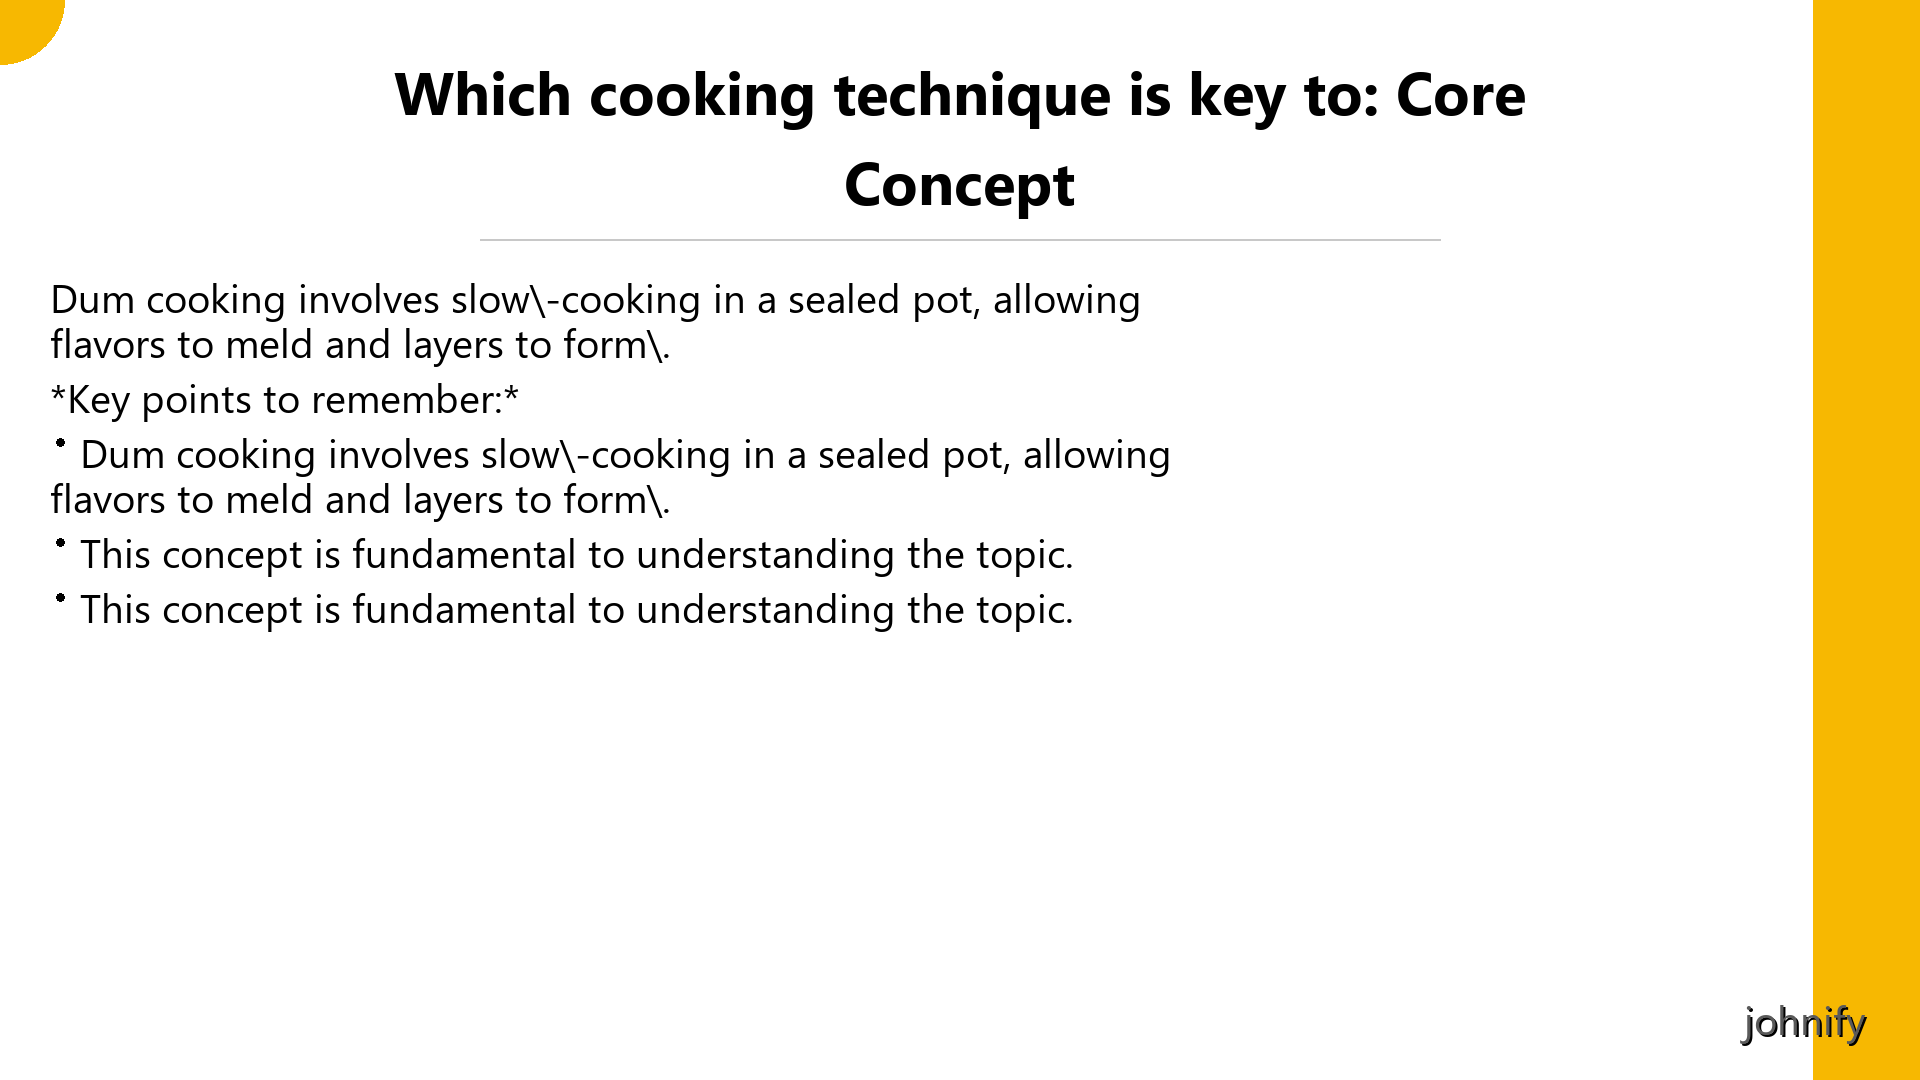 Which cooking technique is key to: Core
Concept
Dum cooking involves slow\-cooking in a sealed pot, allowing
flavors to meld and layers to form\.
*Key points to remember:*
• Dum cooking involves slow\-cooking in a sealed pot, allowing
flavors to meld and layers to form\.
• This concept is fundamental to understanding the topic.
• This concept is fundamental to understanding the topic.
johnify